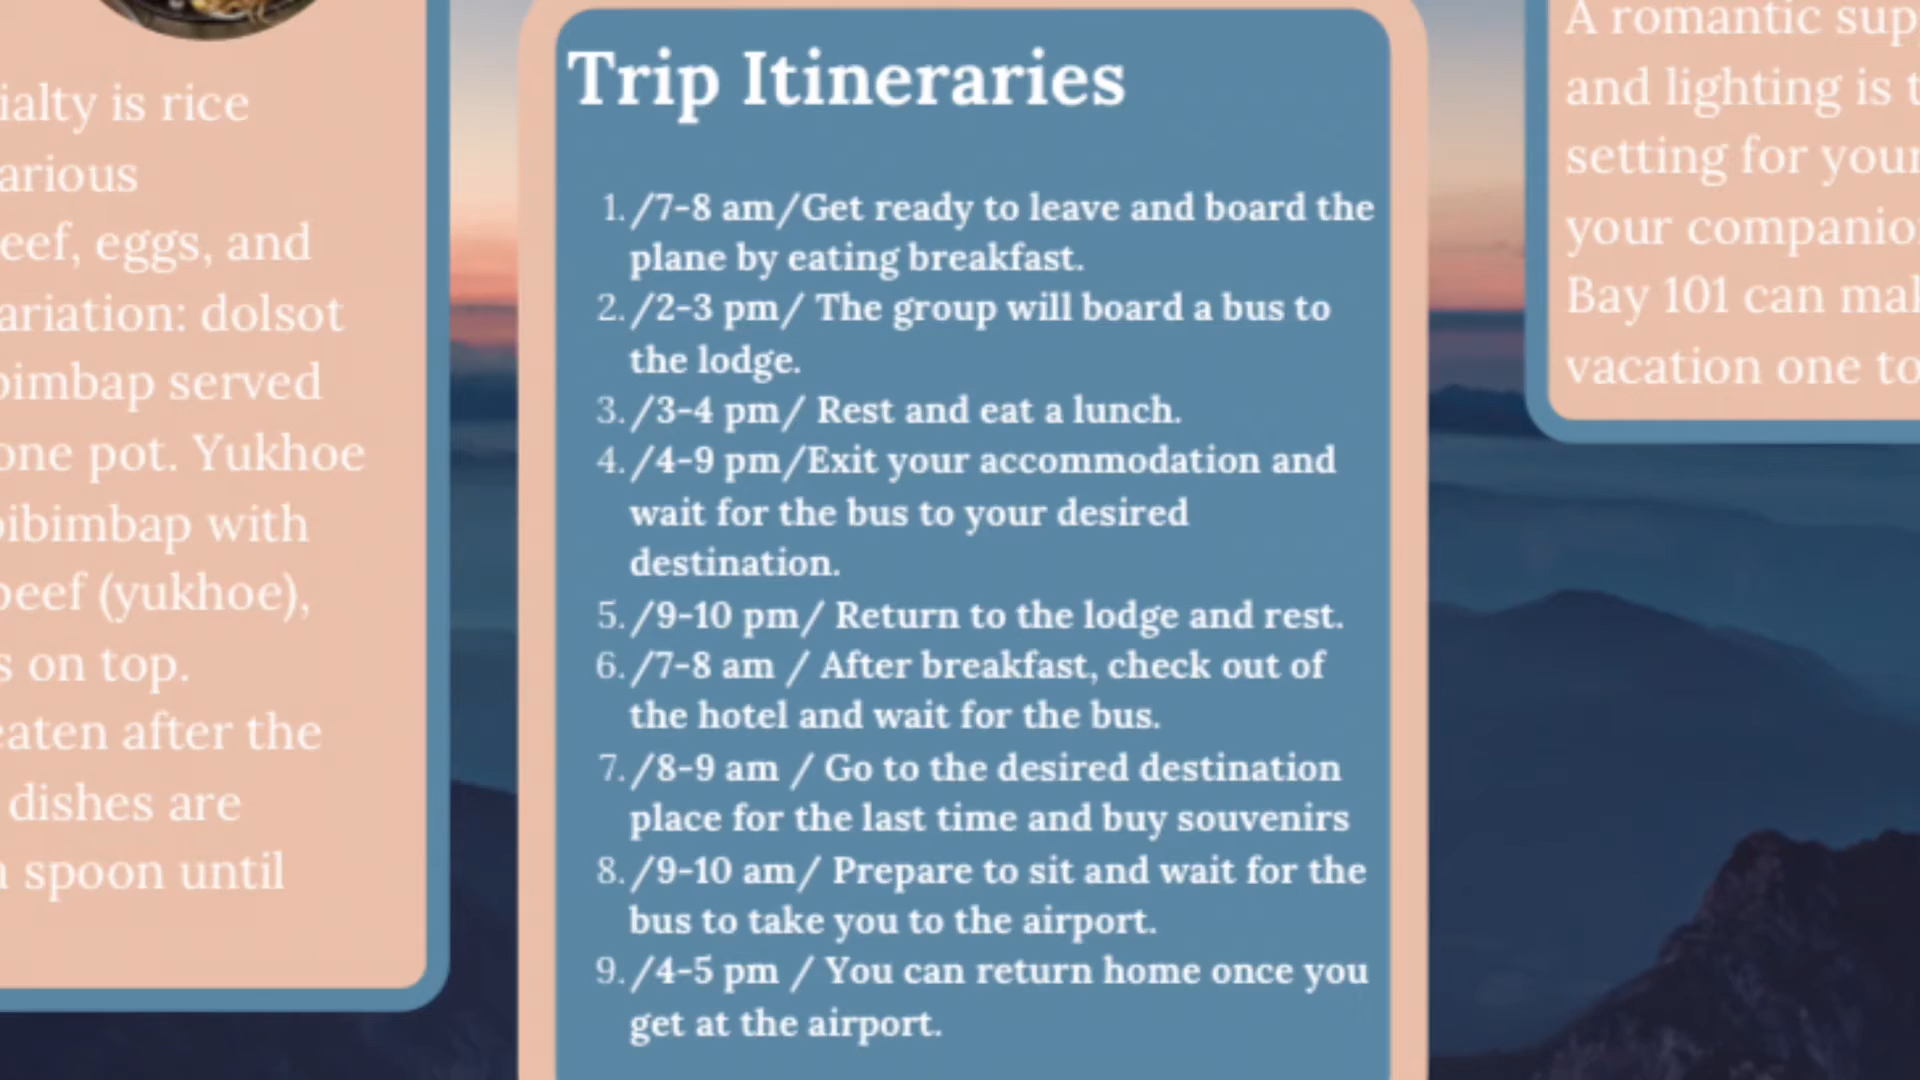 ialty is rice
arious
eef, eggs, and
ariation: dolsot
bimbap served
one pot. Yukhoe
bibimbap with
beef (yukhoe),
s on top.
eaten after the
dishes are
spoon until
Trip Itineraries
1. /7-8 am/Get ready to leave and board the
plane by eating breakfast.
2. /2-3 pm/ The group will board a bus to
the lodge.
3. /3-4 pm/ Rest and eat a lunch.
4. /4-9 pm/Exit your accommodation and
wait for the bus to your desired
destination.
5. /9-10 pm/ Return to the lodge and rest.
6. /7-8 am / After breakfast, check out of
the hotel and wait for the bus.
7. /8-9 am / Go to the desired destination
place for the last time and buy souvenirs
8. /9-10 am/ Prepare to sit and wait for the
bus to take you to the airport.
9. /4-5 pm / You can return home once you
get at the airport.
A romantic sup
and lighting is t
setting for your
your companio
Bay 101 can mak
vacation one to